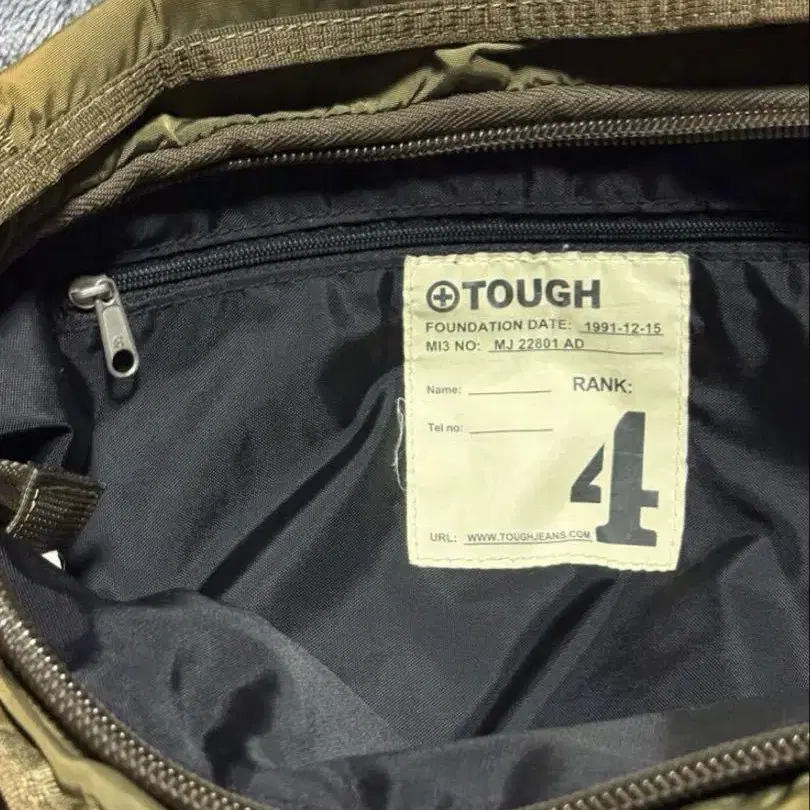 TOUGH
FOUNDATION DATE: 1991-12-15
MI3 NO: MJ 22801 AD
Name:
RANK:
Tel no:
4
URL: WWW.TOUGHJEANS.COM